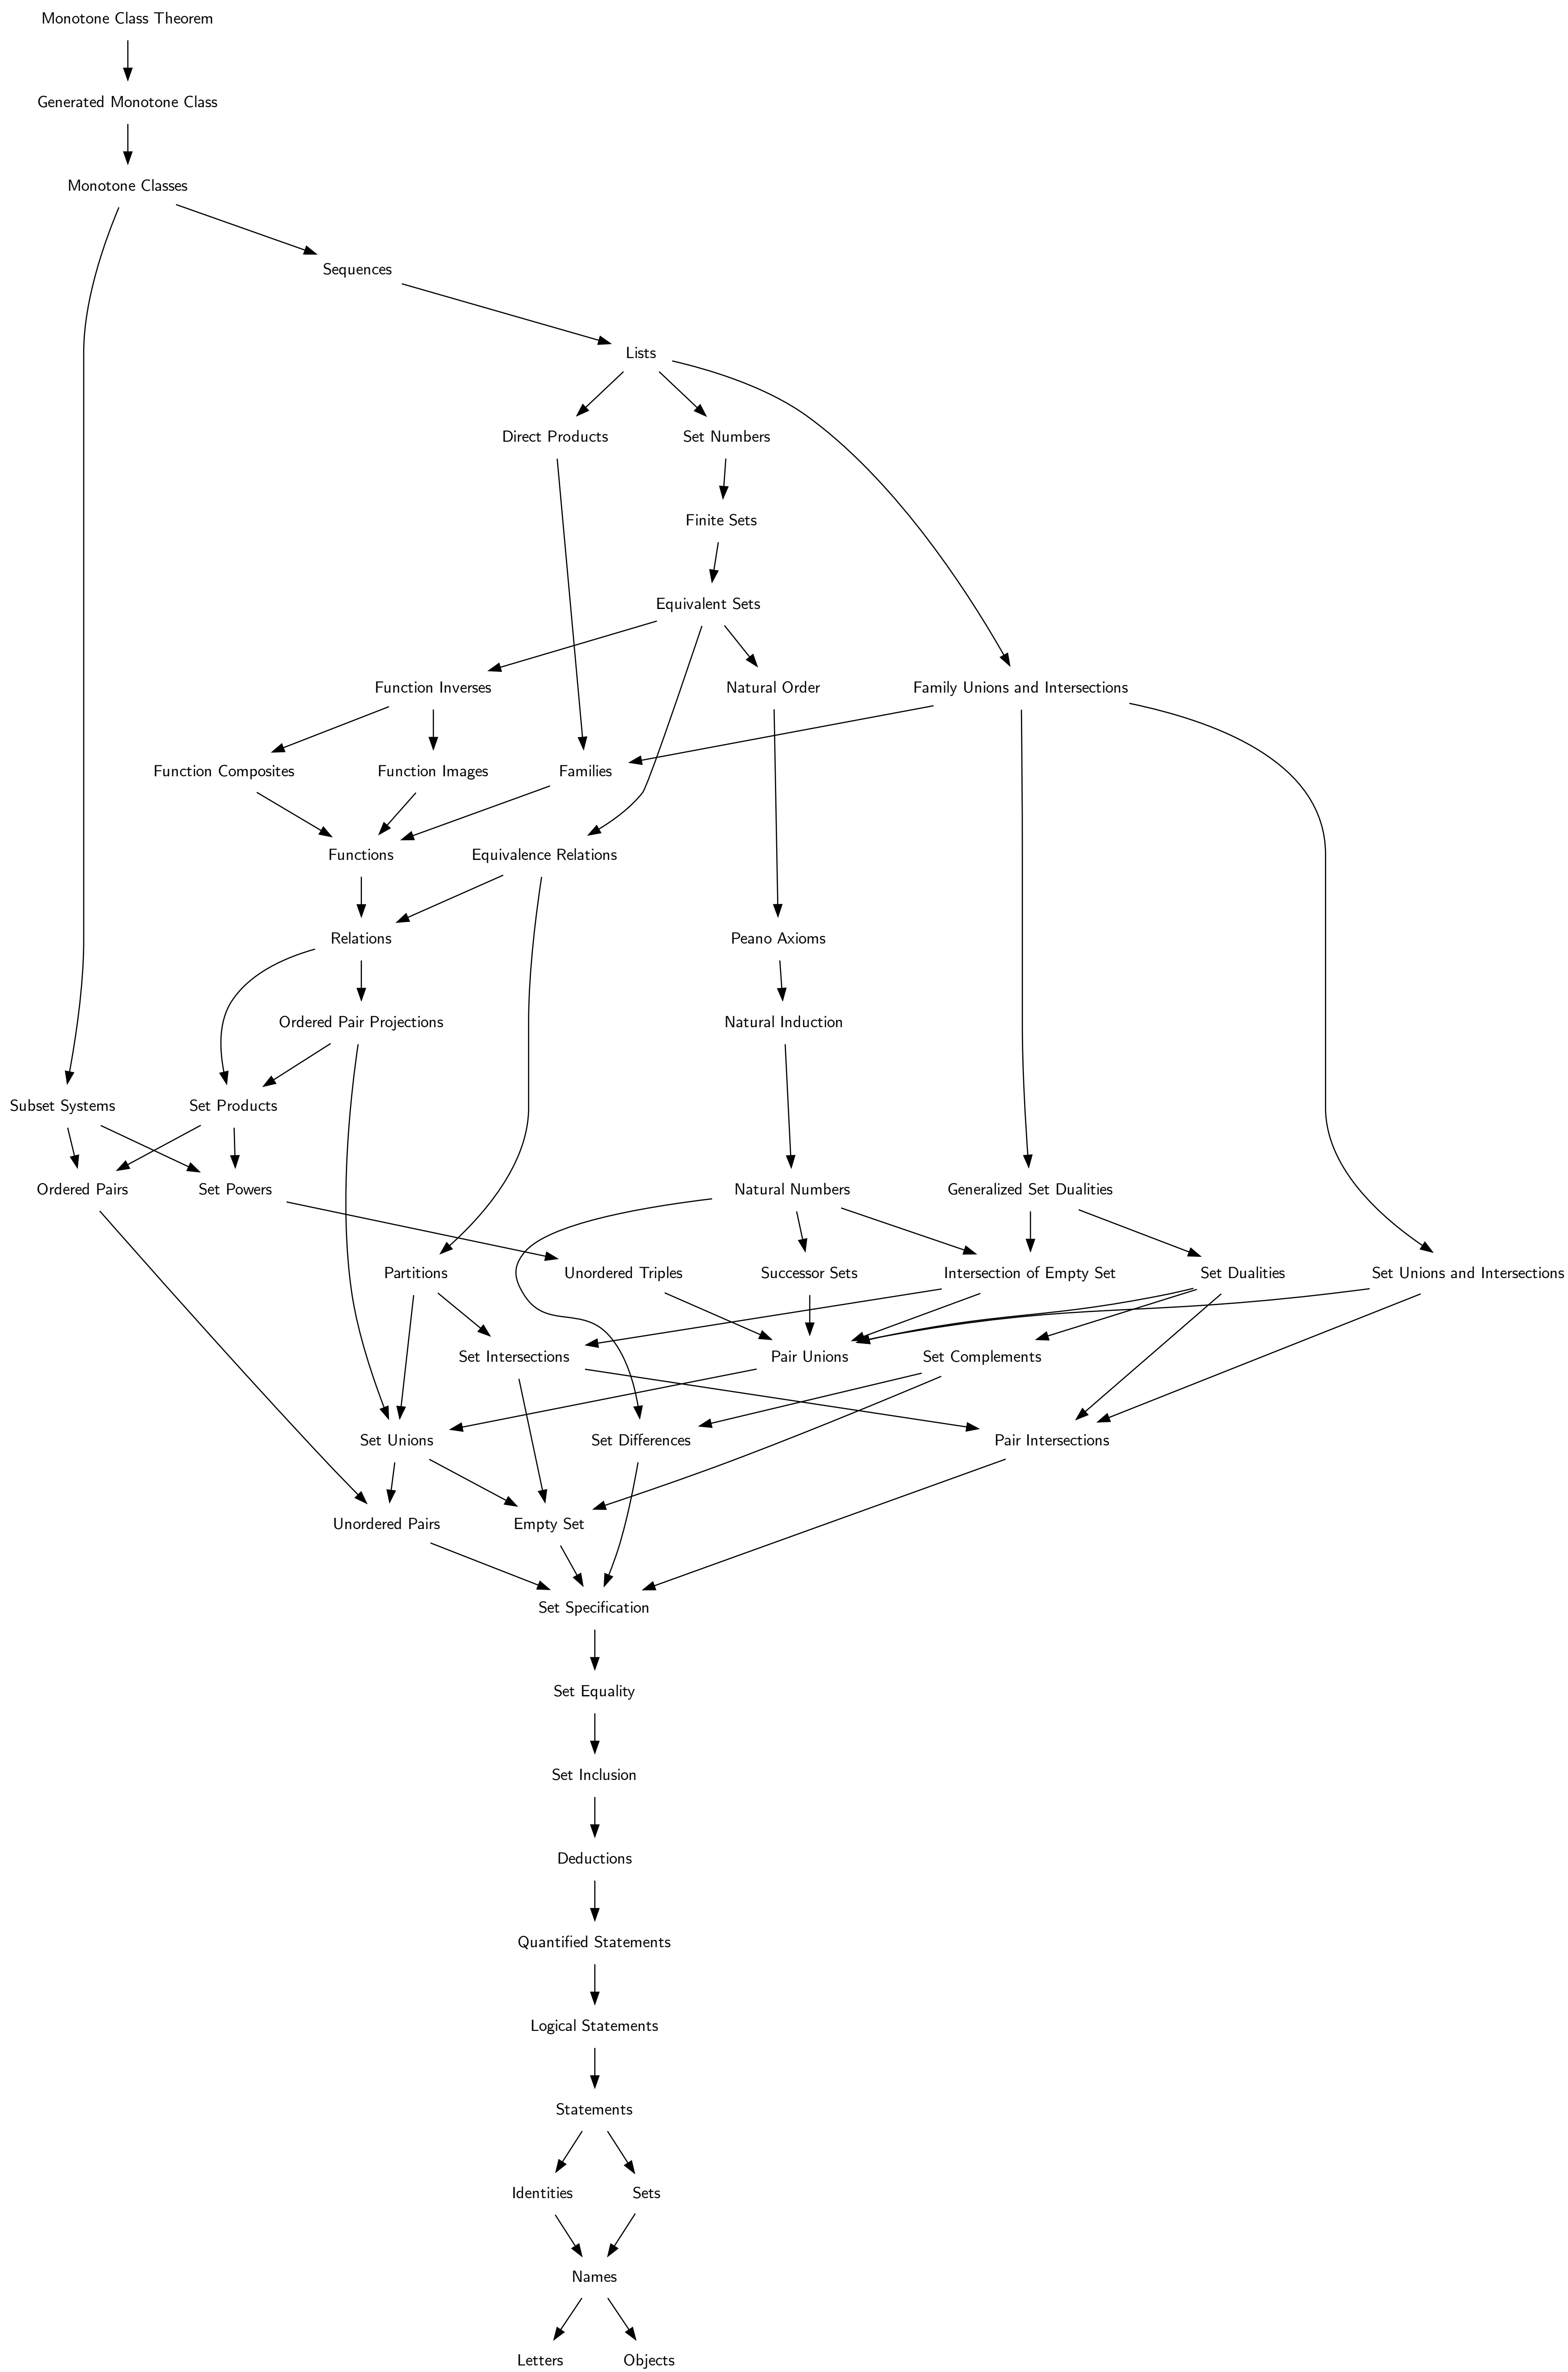 Monotone Class Theorem
Generated Monotone Class
Monotone Classes
Sequences
Lists
Direct Products
Set Numbers
Finite Sets
Equivalent Sets
Function Inverses
Natural Order
Family Unions and Intersections
Function Composites
Function Images
Families
Functions
Equivalence Relations
Relations
Peano Axioms
Ordered Pair Projections
Natural Induction
Subset Systems
Set Products
Ordered Pairs
Set Powers
Natural Numbers
Generalized Set Dualities
Partitions
Unordered Triples
Successor Sets
Intersection of Empty Set
Set Dualities
Set Unions and Intersections
Set Intersections
Pair Unions
Set Complements
Set Unions
Set Differences
Pair Intersections
Unordered Pairs
Empty Set
Set Specification
Set Equality
Set Inclusion
Deductions
Quantified Statements
Logical Statements
Statements
Identities
Sets
Names
Letters
Objects